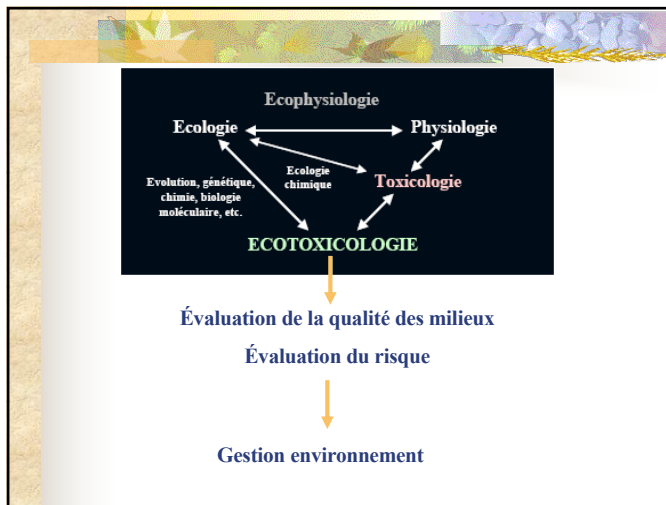 Ecophysiologie
Ecologie
Physiologie
Ecologie
chimique
Evolution, génétique,
chimie, biologie
moléculaire, etc.
Toxicologie
ECOTOXICOLOGIE
Évaluation de la qualité des milieux
Évaluation du risque
Gestion environnement